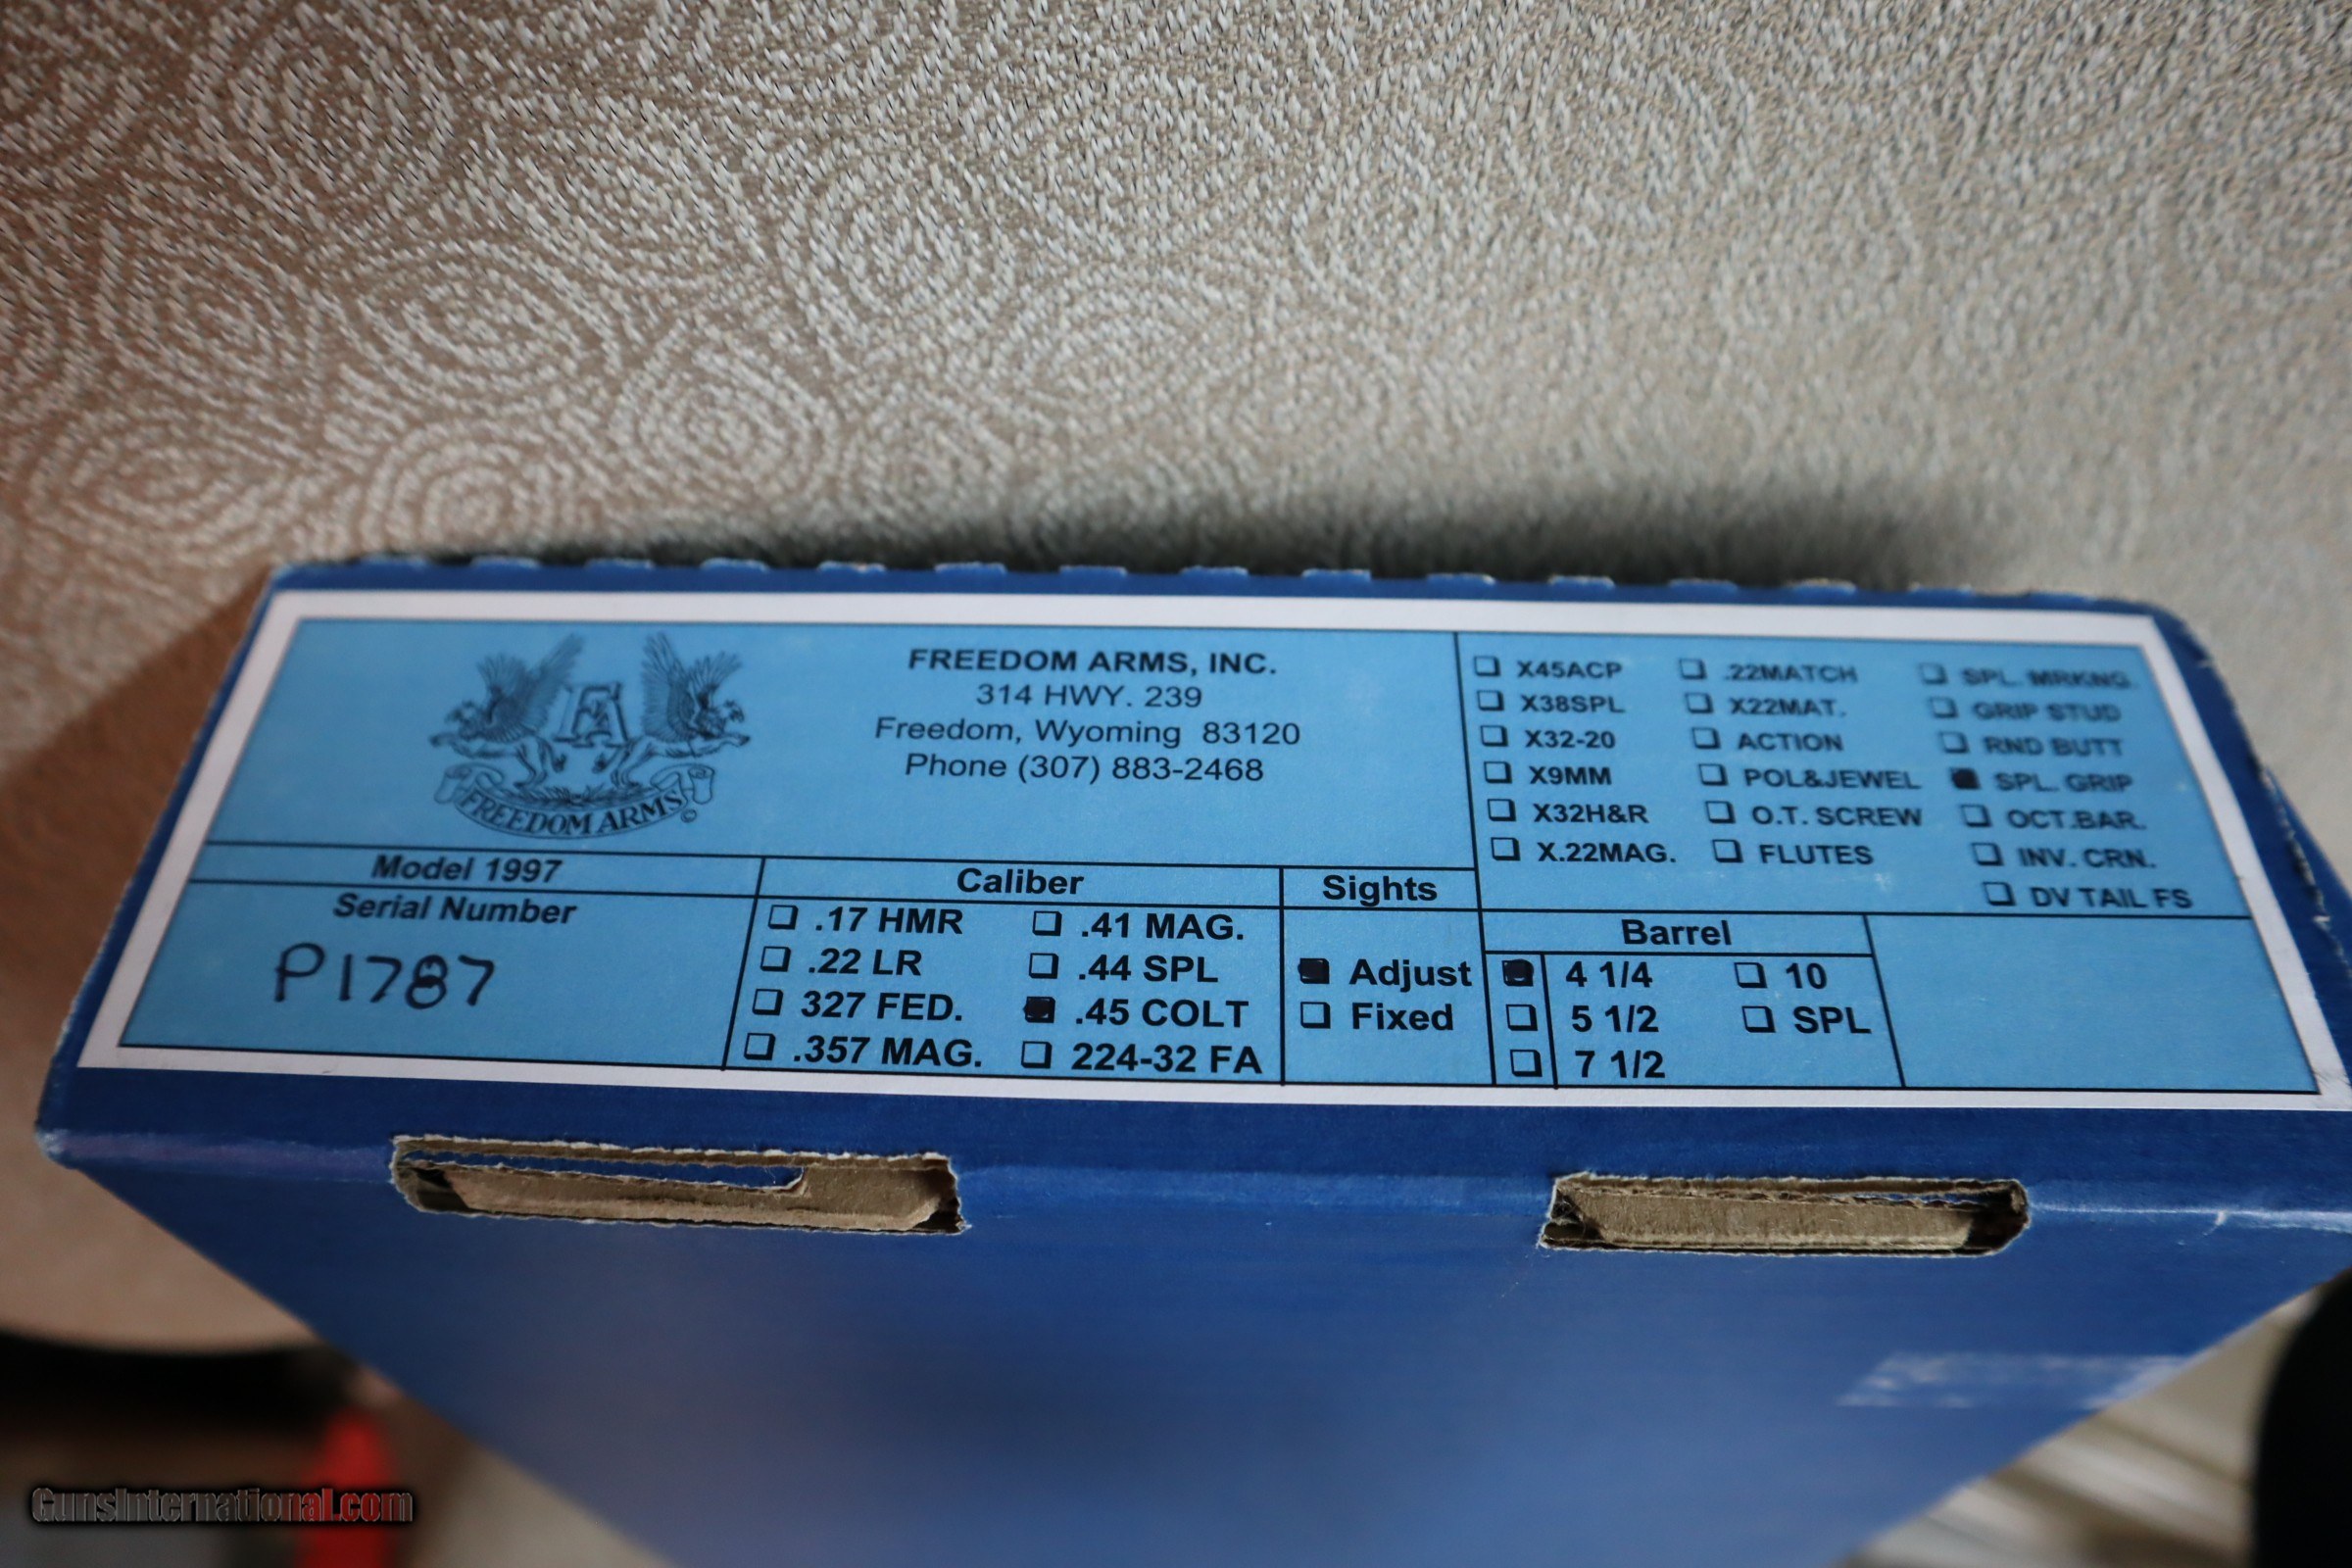 FREEDOM ARMS, INC.
314 HWY. 239
Freedom, Wyoming 83120
Phone (307) 883-2468
FA
FREEDOM ARMS©
X45ACP .22MATCH SPL. MRKNG.
X38SPL X22MAT. GRIP STUD
X32-20 ACTION RND BUTT
X9MM POL&JEWEL SPL. GRIP
X32H&R O.T. SCREW OCT.BAR.
X.22MAG. FLUTES INV. CRN.
DV TAIL FS
Model 1997
Serial Number
P1787
Caliber
.17 HMR .41 MAG.
.22 LR .44 SPL
327 FED. .45 COLT
.357 MAG. 224-32 FA
Sights
Adjust
Fixed
Barrel
4 1/4 10
5 1/2 SPL
7 1/2
GunsInternational.com